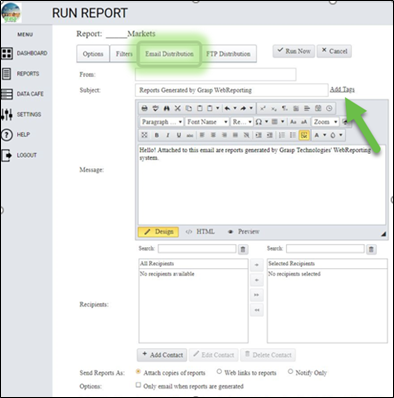 RUN REPORT
MENU
DASHBOARD
REPORTS
DATA CAFE
SETTINGS
HELP
LOGOUT
Report: _____Markets
Options Filters Email Distribution FTP Distribution Run Now Cancel
From:
Subject: Reports Generated by Grasp WebReporting Add Tags
Paragraph ... Font Name Re... Zoom
Message:
Hello! Attached to this email are reports generated by Grasp Technologies' WebReporting
system.
Design HTML Preview
Search: Search:
All Recipients Selected Recipients
No recipients available No recipients selected
Recipients:
Add Contact Edit Contact Delete Contact
Send Reports As: Attach copies of reports Web links to reports Notify Only
Options: Only email when reports are generated